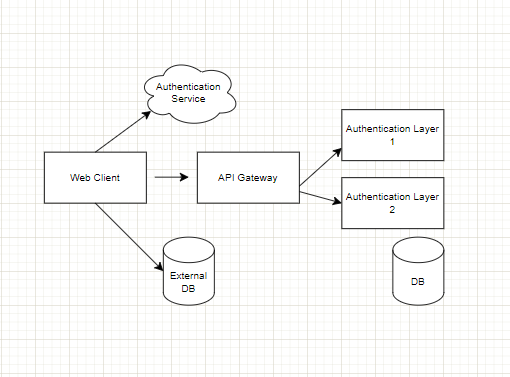 Authentication
Service
Authentication Layer
1
Web Client
API Gateway
Authentication Layer
2
External
DB
DB